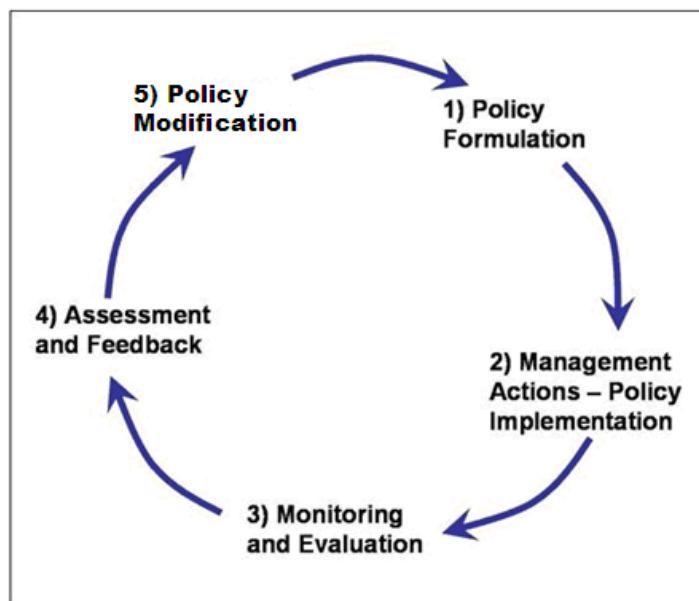 1) Policy
Formulation
2) Management
Actions – Policy
Implementation
3) Monitoring
and Evaluation
4) Assessment
and Feedback
5) Policy
Modification